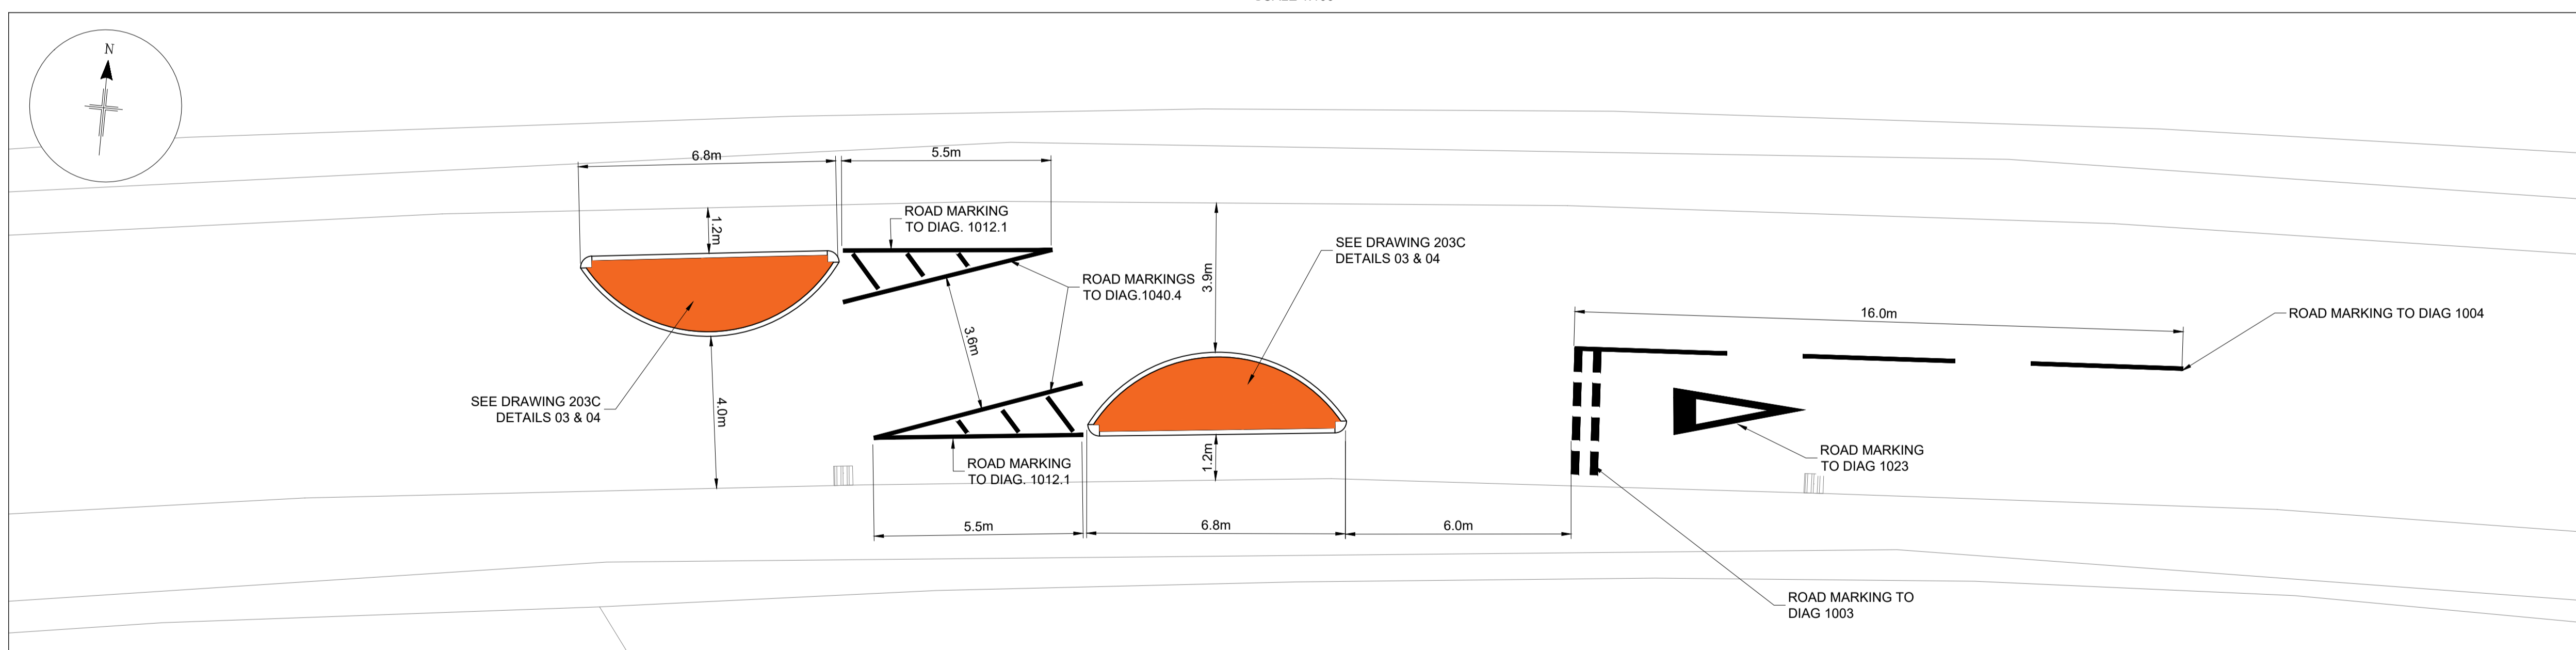 N
6.8m
5.5m
1.2m
ROAD MARKING
TO DIAG. 1012.1
SEE DRAWING 203C
DETAILS 03 & 04
3.9m
ROAD MARKINGS
TO DIAG.1040.4
16.0m
ROAD MARKING TO DIAG 1004
3.6m
SEE DRAWING 203C
DETAILS 03 & 04
4.0m
1.2m
ROAD MARKING
TO DIAG 1023
ROAD MARKING
TO DIAG. 1012.1
5.5m
6.8m
6.0m
ROAD MARKING TO
DIAG 1003